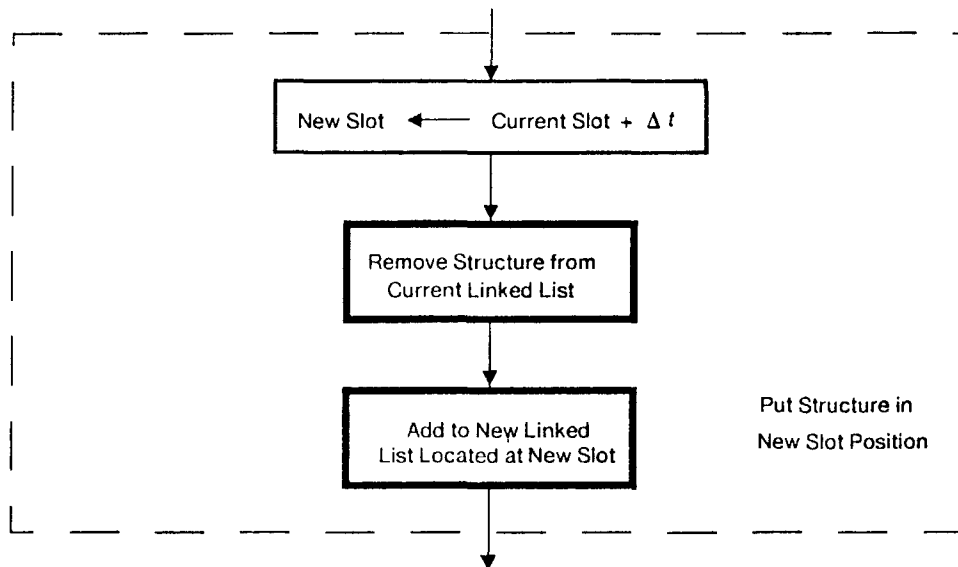 New Slot ← Current Slot + Δ t
Remove Structure from
Current Linked List
Add to New Linked
List Located at New Slot
Put Structure in
New Slot Position